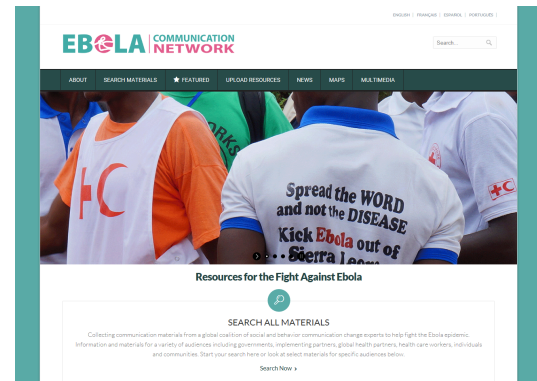 ENGLISH | FRANÇAIS | ESPAÑOL | PORTUGUÊS |
EBOLA COMMUNICATION NETWORK
Search...
ABOUT SEARCH MATERIALS FEATURED UPLOAD RESOURCES NEWS MAPS MULTIMEDIA
Spread the WORD
and not the DISEASE
Kick Ebola out of
Sierra Leone
Resources for the Fight Against Ebola
SEARCH ALL MATERIALS
Collecting communication materials from a global coalition of social and behavior communication change experts to help fight the Ebola epidemic
Information and materials for a variety of audiences including governments, implementing partners, global health partners, health care workers, individuals
and communities. Start your search here or look at select materials for specific audiences below.
Search Now ›